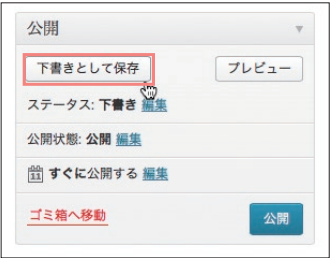 公開
下書きとして保存 プレビュー
ステータス: 下書き 編集
公開状態: 公開 編集
11 すぐに公開する 編集
ゴミ箱へ移動 公開